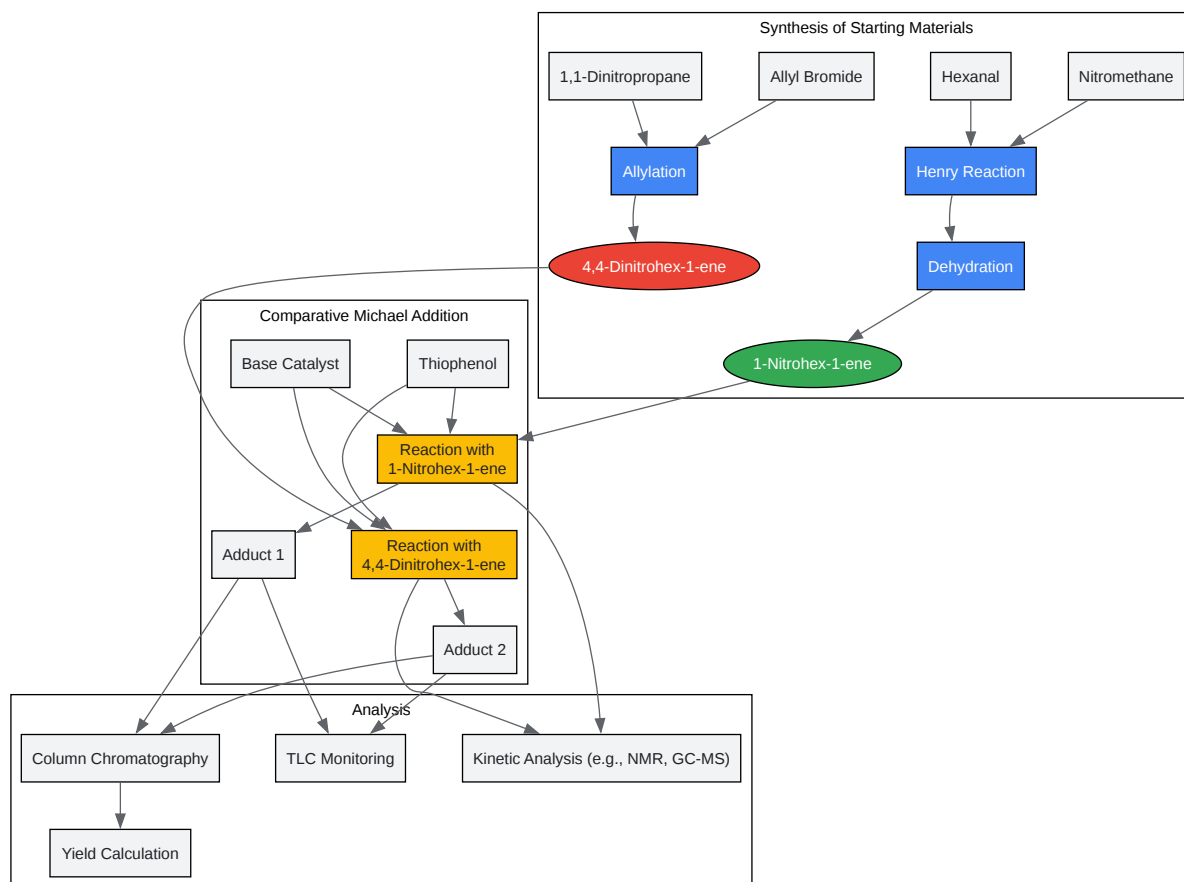 Synthesis of Starting Materials
1,1-Dinitropropane
Allyl Bromide
Hexanal
Nitromethane
Allylation
Henry Reaction
4,4-Dinitrohex-1-ene
Dehydration
1-Nitrohex-1-ene
Comparative Michael Addition
Base Catalyst
Thiophenol
Reaction with
1-Nitrohex-1-ene
Adduct 1
Reaction with
4,4-Dinitrohex-1-ene
Adduct 2
Analysis
Column Chromatography
TLC Monitoring
Kinetic Analysis (e.g., NMR, GC-MS)
Yield Calculation